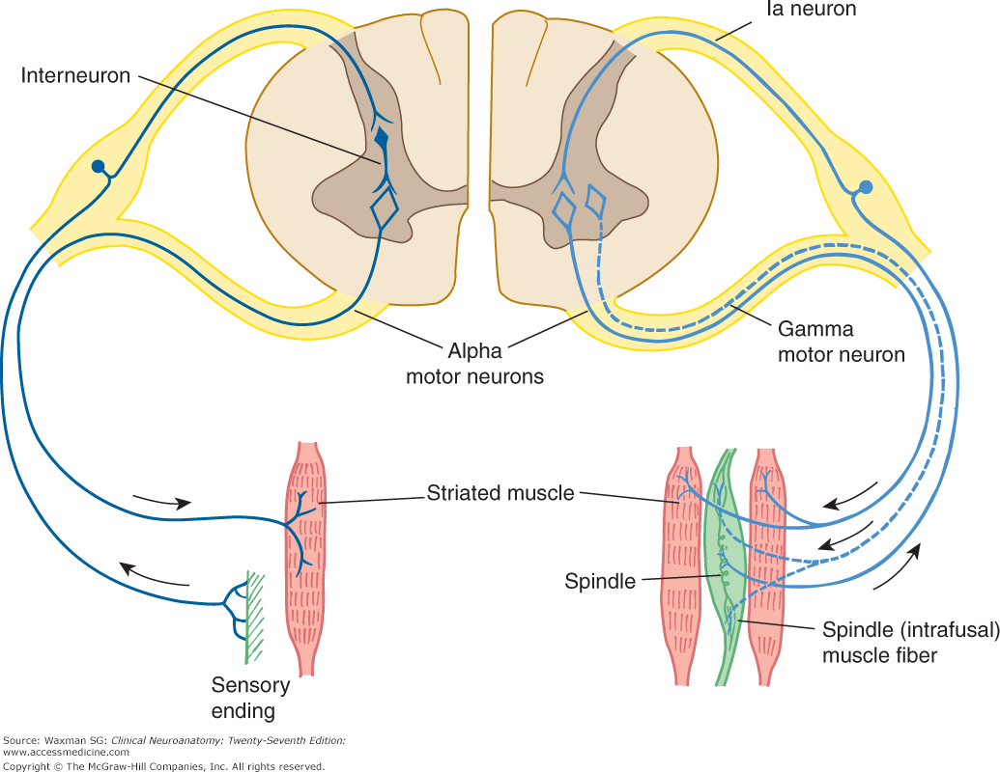 Ia neuron
Interneuron
Gamma
motor neuron
Alpha
motor neurons
Striated muscle
Spindle
Spindle (intrafusal)
muscle fiber
Sensory
ending
Source: Waxman SG: Clinical Neuroanatomy: Twenty-Seventh Edition:
www.accessmedicine.com
Copyright © The McGraw-Hill Companies, Inc. All rights reserved.